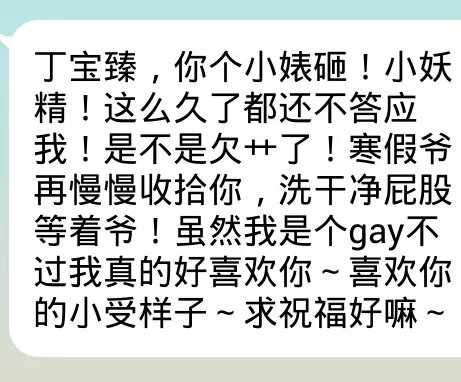 丁宝臻，你个小婊砸！小妖
精！这么久了都还不答应
我！是不是欠艹了！寒假爷
再慢慢收拾你，洗干净屁股
等着爷！虽然我是个gay不
过我真的好喜欢你～喜欢你
的小受样子～求祝福好嘛～